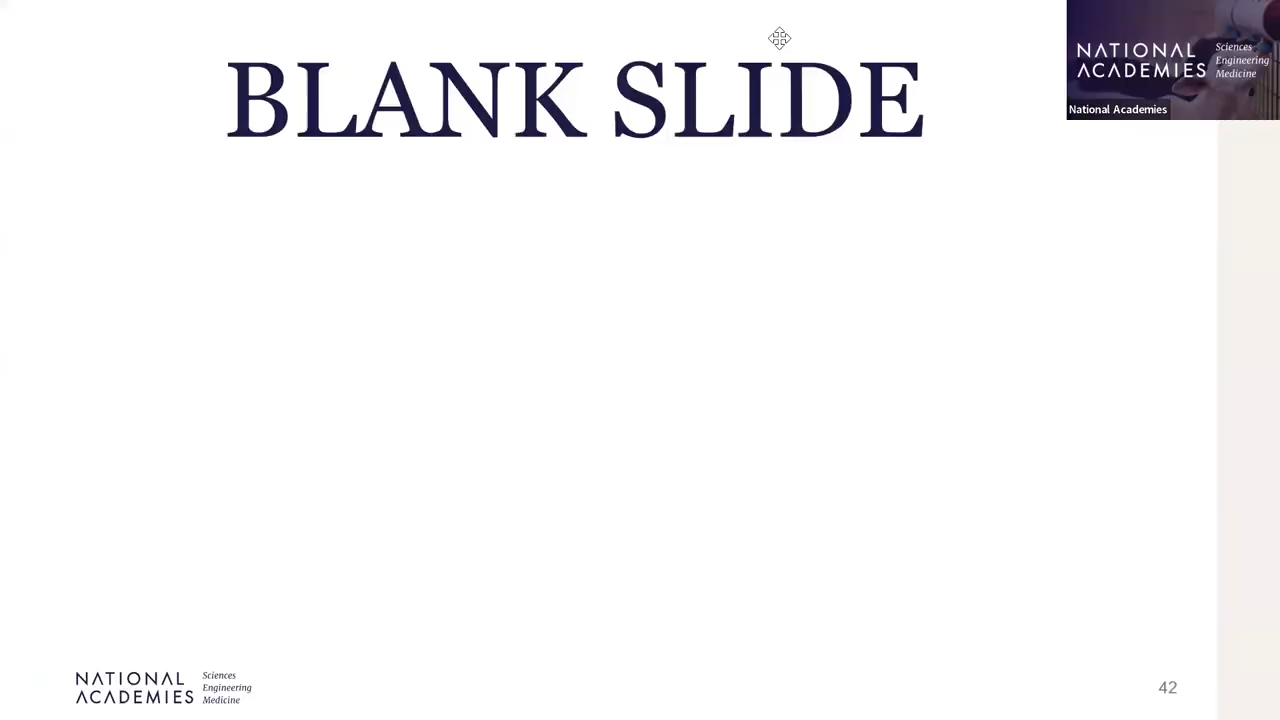 BLANK SLIDE
NATIONAL
ACADEMIES
Sciences
Engineering
Medicine
National Academies
NATIONAL
ACADEMIES
Sciences
Engineering
Medicine
42